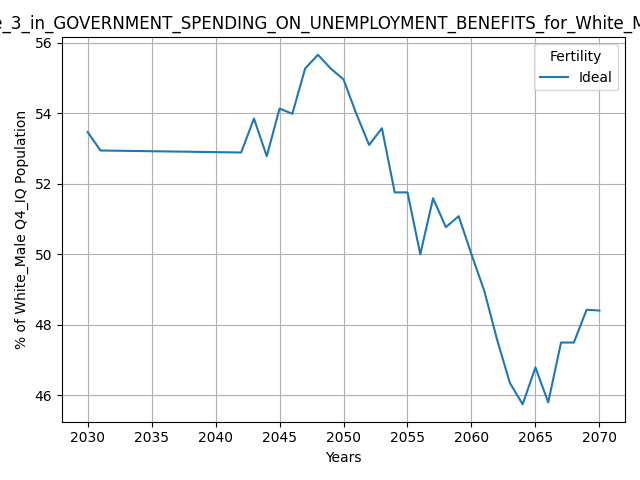 _3_in_GOVERNMENT_SPENDING_ON_UNEMPLOYMENT_BENEFITS_for_White_M
Fertility
Ideal
% of White_Male Q4_IQ Population
56
54
52
50
48
46
2030 2035 2040 2045 2050 2055 2060 2065 2070
Years